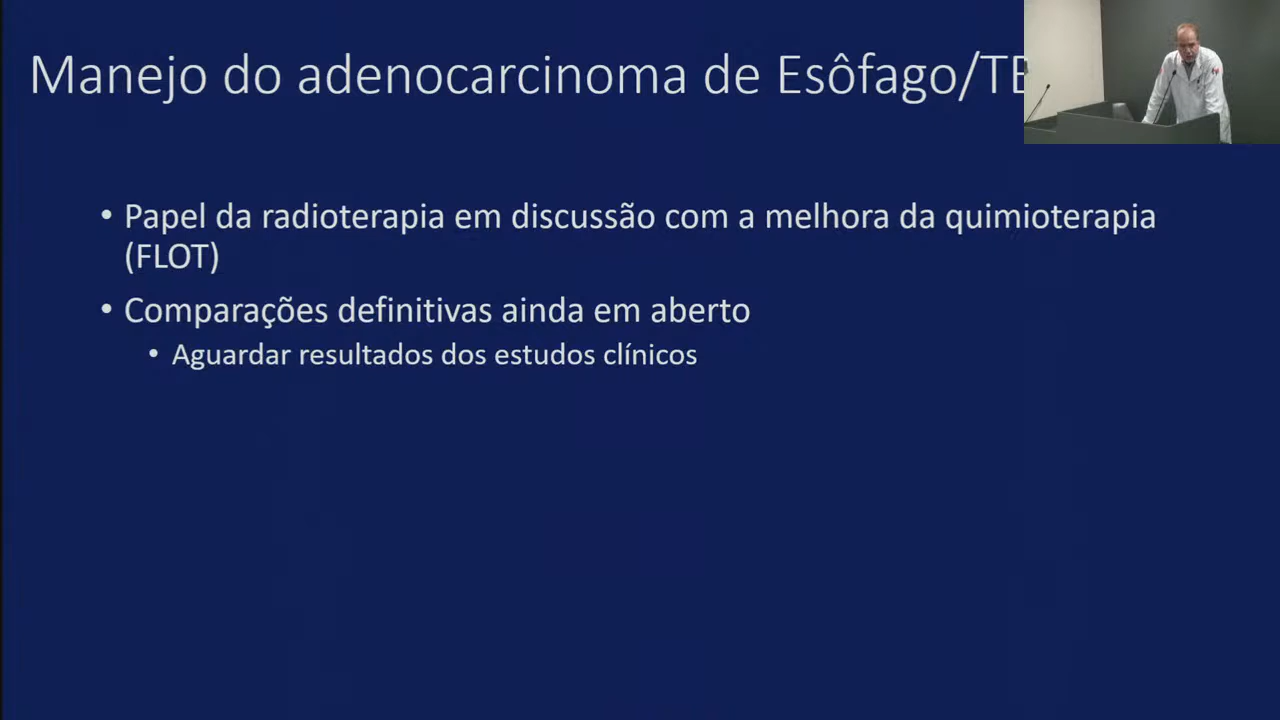 Manejo do adenocarcinoma de Esôfago/TE
• Papel da radioterapia em discussão com a melhora da quimioterapia
(FLOT)
• Comparações definitivas ainda em aberto
• Aguardar resultados dos estudos clínicos